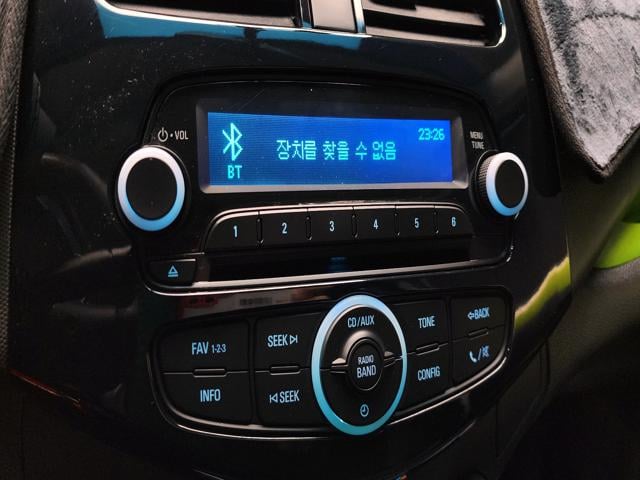 ⏻•VOL
BT
장치를 찾을 수 없음
23:26
MENU
TUNE
1 2 3 4 5 6
FAV 1-2-3
SEEK
CD/AUX
TONE
BACK
RADIO
BAND
INFO
SEEK
CONFIG